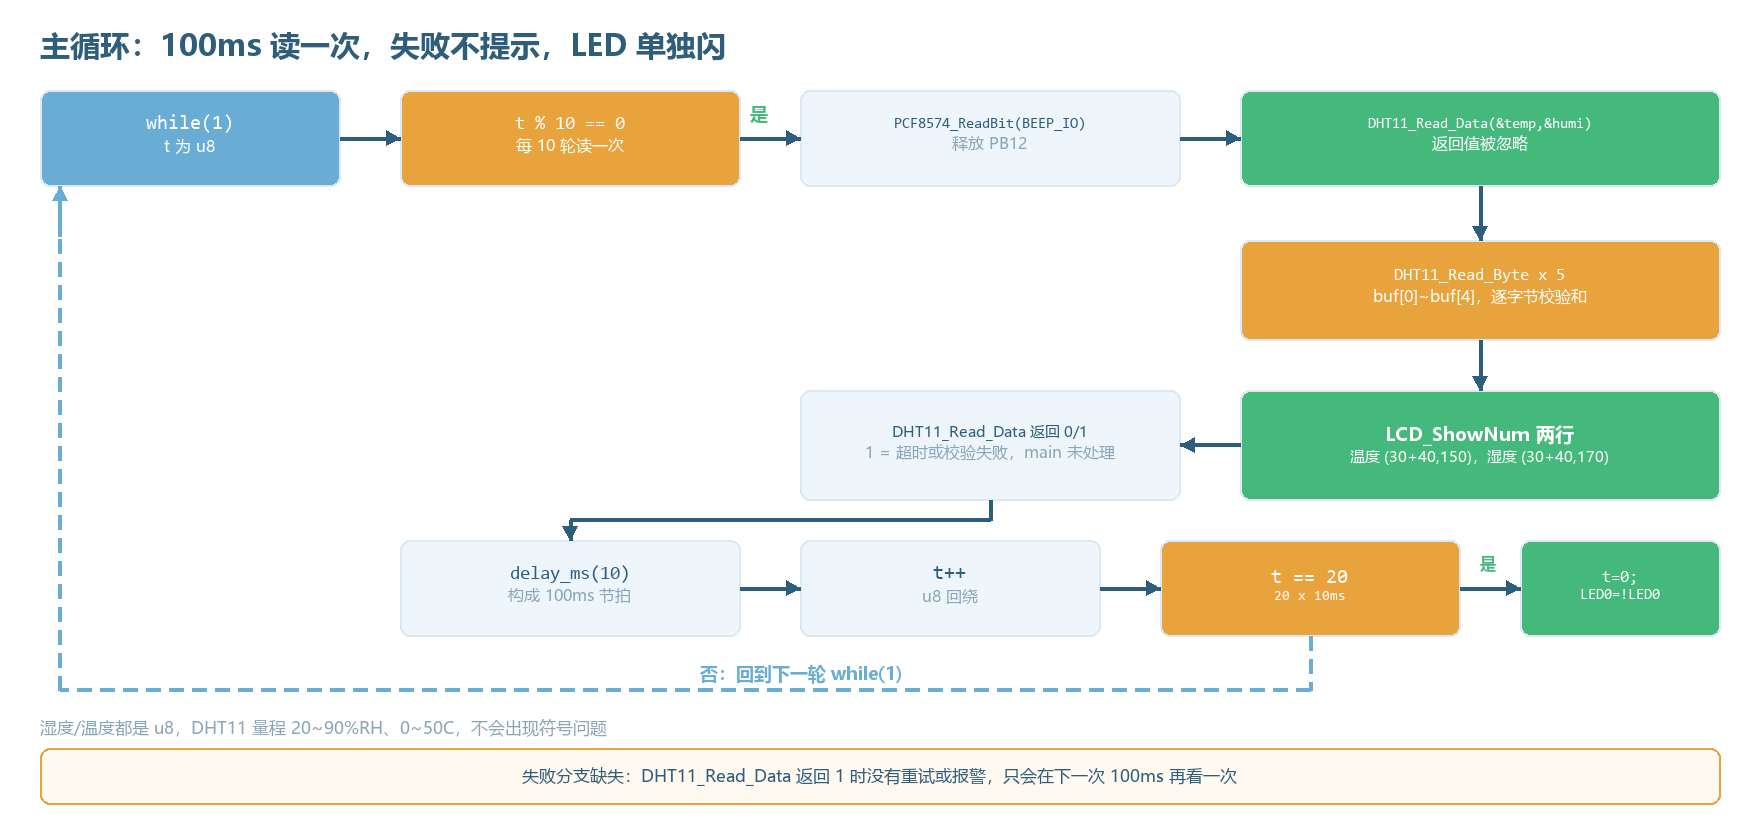 主循环：100ms 读一次，失败不提示，LED 单独闪
while(1)
t 为 u8
t % 10 == 0
每 10 轮读一次
是
PCF8574_ReadBit(BEEP_IO)
释放 PB12
DHT11_Read_Data(&temp,&humi)
返回值被忽略
DHT11_Read_Byte x 5
buf[0]~buf[4]，逐字节校验和
DHT11_Read_Data 返回 0/1
1 = 超时或校验失败，main 未处理
LCD_ShowNum 两行
温度 (30+40,150)，湿度 (30+40,170)
delay_ms(10)
构成 100ms 节拍
t++
u8 回绕
t == 20
20 x 10ms
是
t=0;
LED0=!LED0
否：回到下一轮 while(1)
湿度/温度都是 u8，DHT11 量程 20~90%RH、0~50C，不会出现符号问题
失败分支缺失：DHT11_Read_Data 返回 1 时没有重试或报警，只会在下一次 100ms 再看一次